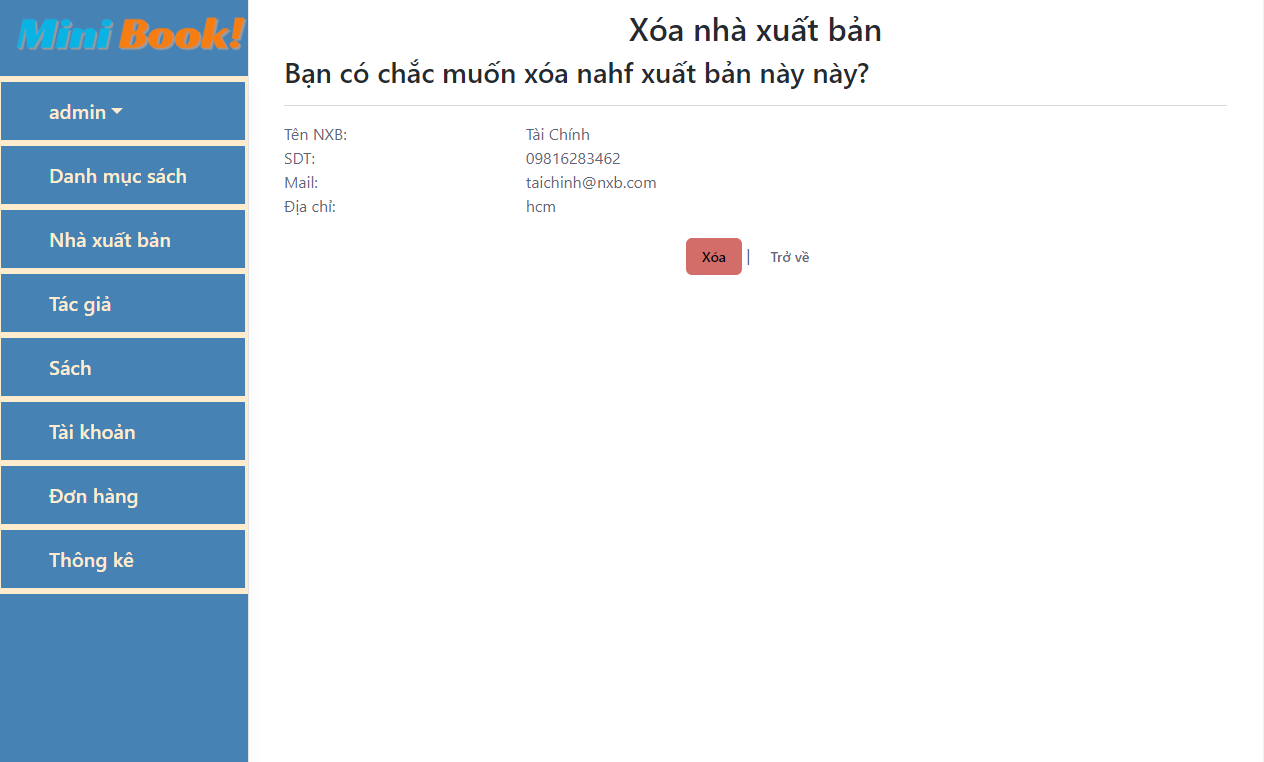 Mini Book!
admin
Danh mục sách
Nhà xuất bản
Tác giả
Sách
Tài khoản
Đơn hàng
Thông kê
Xóa nhà xuất bản
Bạn có chắc muốn xóa nahf xuất bản này này?
Tên NXB: Tài Chính
SDT: 09816283462
Mail: taichinh@nxb.com
Địa chỉ: hcm
Xóa | Trở về